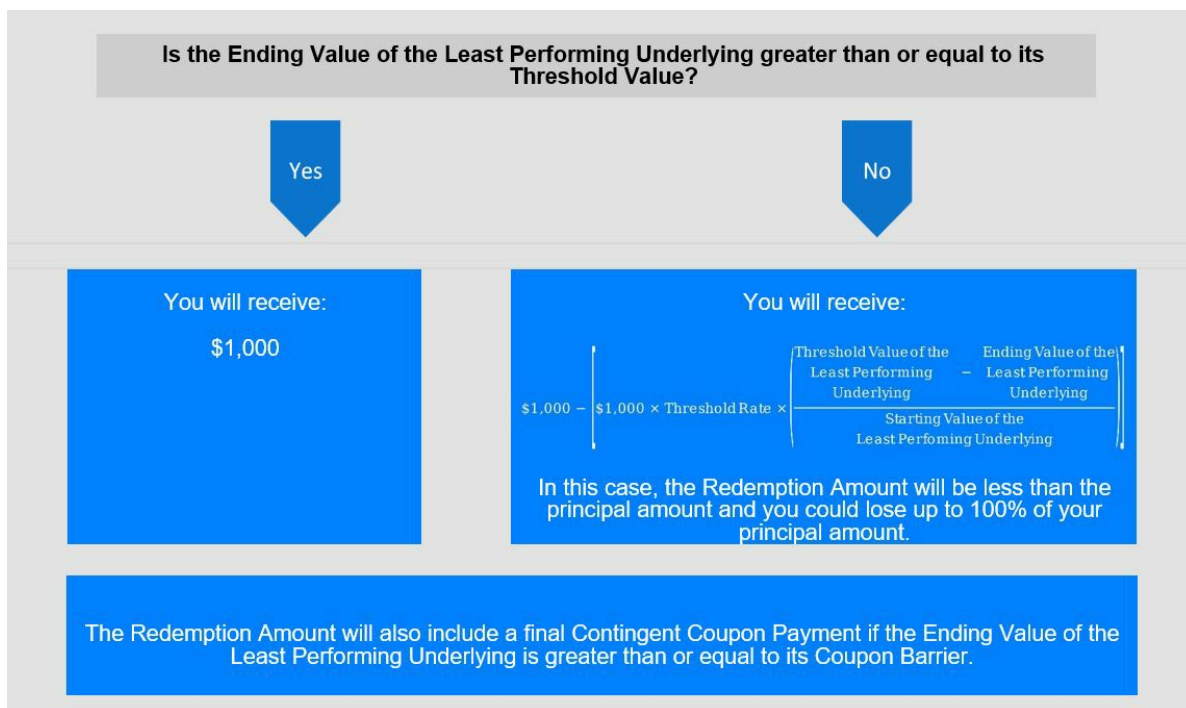 Is the Ending Value of the Least Performing Underlying greater than or equal to its
Threshold Value?
Yes
No
You will receive:
$1,000
You will receive:
$1,000 − [$1,000 × Threshold Rate × ((Threshold Value of the Least Performing Underlying − Ending Value of the Least Performing Underlying) / Starting Value of the Least Perfoming Underlying)]
In this case, the Redemption Amount will be less than the
principal amount and you could lose up to 100% of your
principal amount.
The Redemption Amount will also include a final Contingent Coupon Payment if the Ending Value of the
Least Performing Underlying is greater than or equal to its Coupon Barrier.